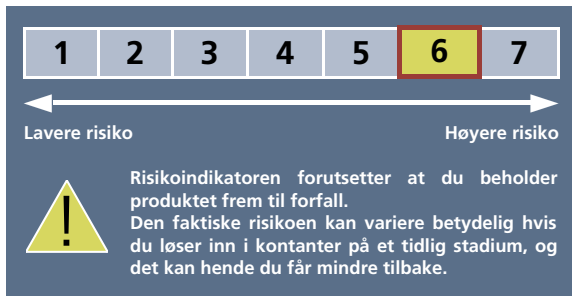 1 2 3 4 5 6 7
Lavere risiko Høyere risiko
Risikoindikatoren forutsetter at du beholder
produktet frem til forfall.
Den faktiske risikoen kan variere betydelig hvis
du løser inn i kontanter på et tidlig stadium, og
det kan hende du får mindre tilbake.
!